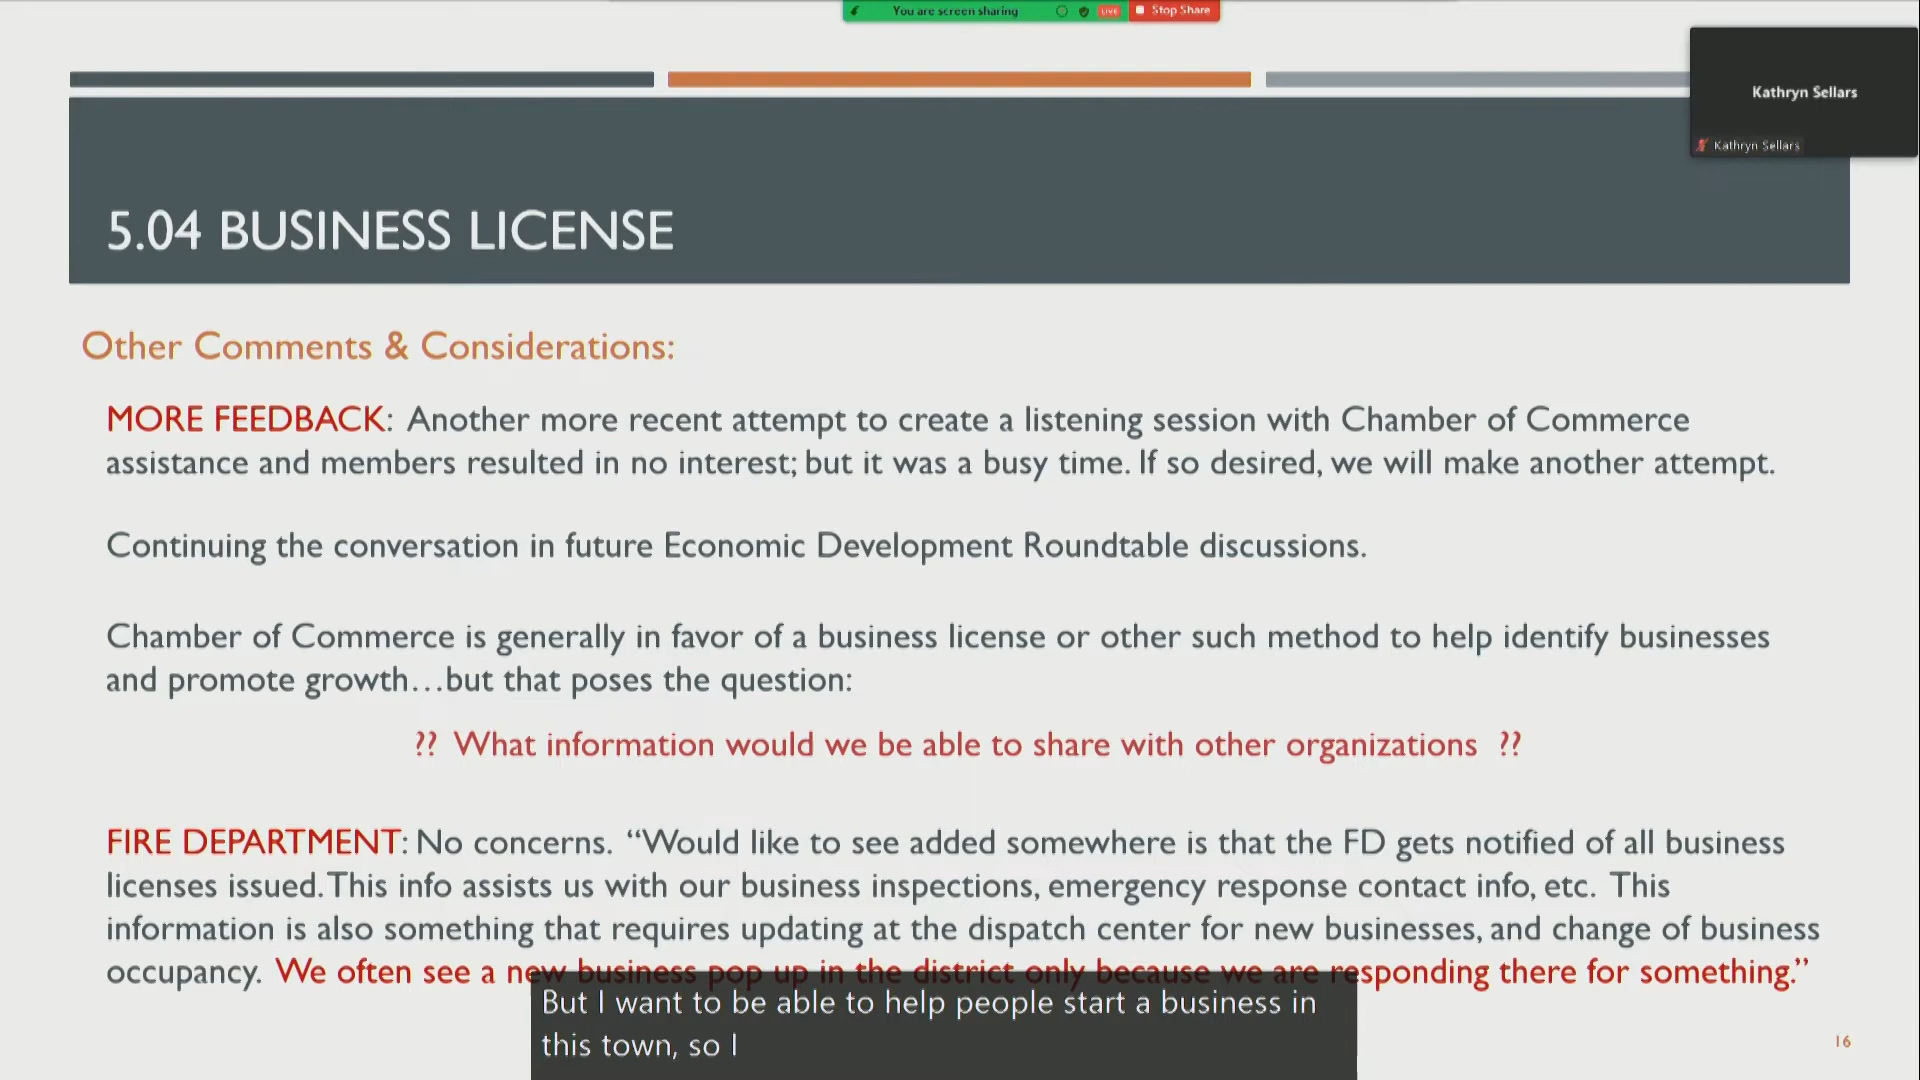 You are screen sharing
LIVE
Stop Share
Kathryn Sellars
Kathryn Sellars
5.04 BUSINESS LICENSE
Other Comments & Considerations:
MORE FEEDBACK: Another more recent attempt to create a listening session with Chamber of Commerce
assistance and members resulted in no interest; but it was a busy time. If so desired, we will make another attempt.
Continuing the conversation in future Economic Development Roundtable discussions.
Chamber of Commerce is generally in favor of a business license or other such method to help identify businesses
and promote growth…but that poses the question:
?? What information would we be able to share with other organizations ??
FIRE DEPARTMENT: No concerns. “Would like to see added somewhere is that the FD gets notified of all business
licenses issued. This info assists us with our business inspections, emergency response contact info, etc. This
information is also something that requires updating at the dispatch center for new businesses, and change of business
occupancy. We often see a new business pop up in the district only because we are responding there for something.”
But I want to be able to help people start a business in
this town, so I
16